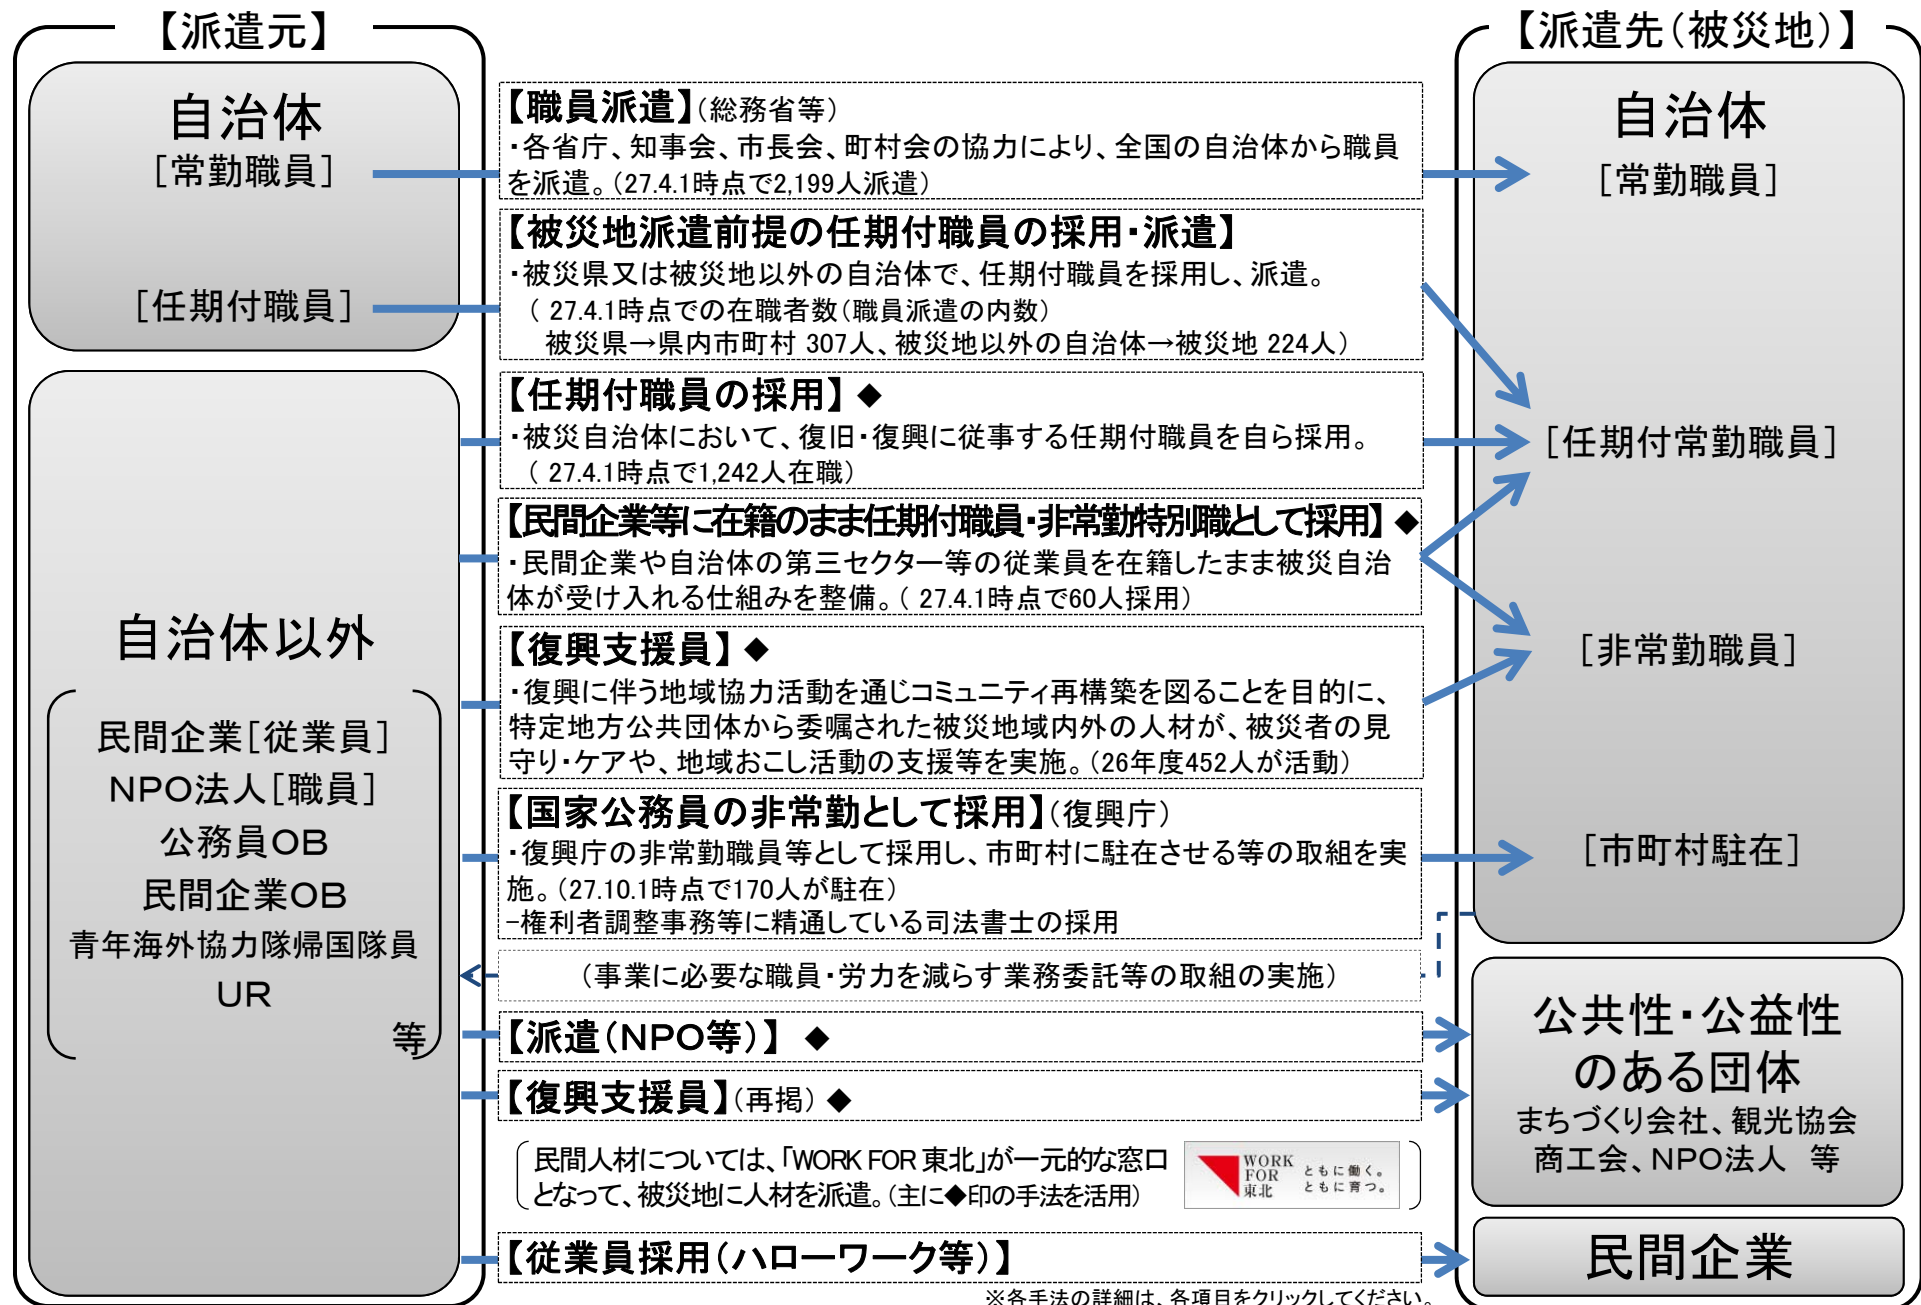 【派遣元】
自治体
［常勤職員］
［任期付職員］
自治体以外
民間企業［従業員］
NPO法人［職員］
公務員OB
民間企業OB
青年海外協力隊帰国隊員
UR
等
【職員派遣】（総務省等）
・各省庁、知事会、市長会、町村会の協力により、全国の自治体から職員
を派遣。（27.4.1時点で2,199人派遣）
【被災地派遣前提の任期付職員の採用・派遣】
・被災県又は被災地以外の自治体で、任期付職員を採用し、派遣。
（ 27.4.1時点での在職者数（職員派遣の内数）
被災県→県内市町村 307人、被災地以外の自治体→被災地 224人）
【任期付職員の採用】◆
・被災自治体において、復旧・復興に従事する任期付職員を自ら採用。
（ 27.4.1時点で1,242人在職）
【民間企業等に在籍のまま任期付職員・非常勤特別職として採用】◆
・民間企業や自治体の第三セクター等の従業員を在籍したまま被災自治
体が受け入れる仕組みを整備。（ 27.4.1時点で60人採用）
【復興支援員】◆
・復興に伴う地域協力活動を通じコミュニティ再構築を図ることを目的に、
特定地方公共団体から委嘱された被災地域内外の人材が、被災者の見
守り・ケアや、地域おこし活動の支援等を実施。（26年度452人が活動）
【国家公務員の非常勤として採用】（復興庁）
・復興庁の非常勤職員等として採用し、市町村に駐在させる等の取組を実
施。（27.10.1時点で170人が駐在）
−権利者調整事務等に精通している司法書士の採用
（事業に必要な職員・労力を減らす業務委託等の取組の実施）
【派遣（NPO等）】 ◆
【復興支援員】（再掲）◆
民間人材については、「WORK FOR 東北」が一元的な窓口
となって、被災地に人材を派遣。（主に◆印の手法を活用）
WORK
FOR
東北
ともに働く。
ともに育つ。
【従業員採用（ハローワーク等）】
※各手法の詳細は、各項目をクリックしてください。
【派遣先（被災地）】
自治体
［常勤職員］
［任期付常勤職員］
［非常勤職員］
［市町村駐在］
公共性・公益性
のある団体
まちづくり会社、観光協会
商工会、NPO法人　等
民間企業